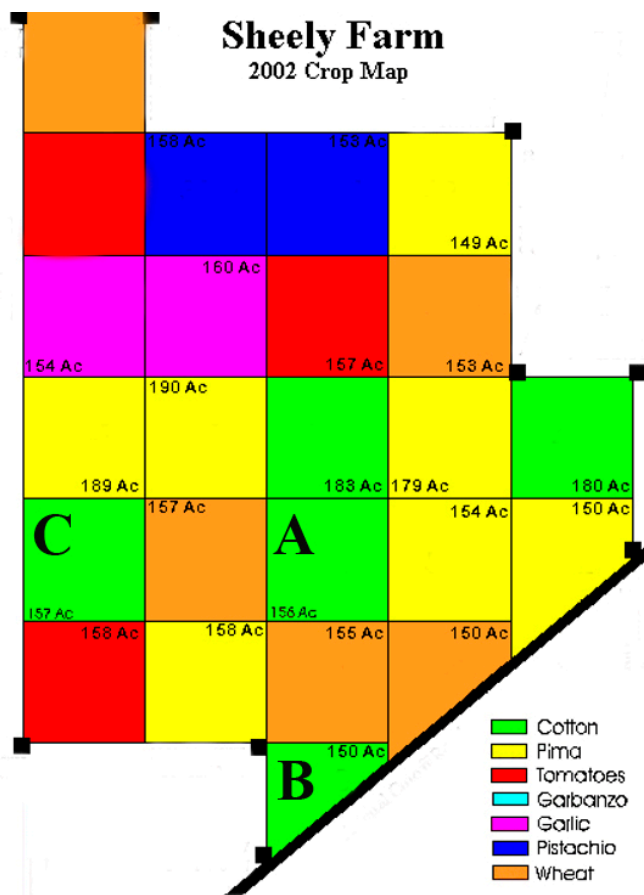 Sheely Farm
2002 Crop Map
158 Ac
153 Ac
149 Ac
160 Ac
154 Ac
157 Ac
153 Ac
190 Ac
189 Ac
183 Ac
179 Ac
180 Ac
C
157 Ac
A
154 Ac
150 Ac
157 Ac
156 Ac
158 Ac
158 Ac
155 Ac
150 Ac
150 Ac
B
Cotton
Pima
Tomatoes
Garbanzo
Garlic
Pistachio
Wheat